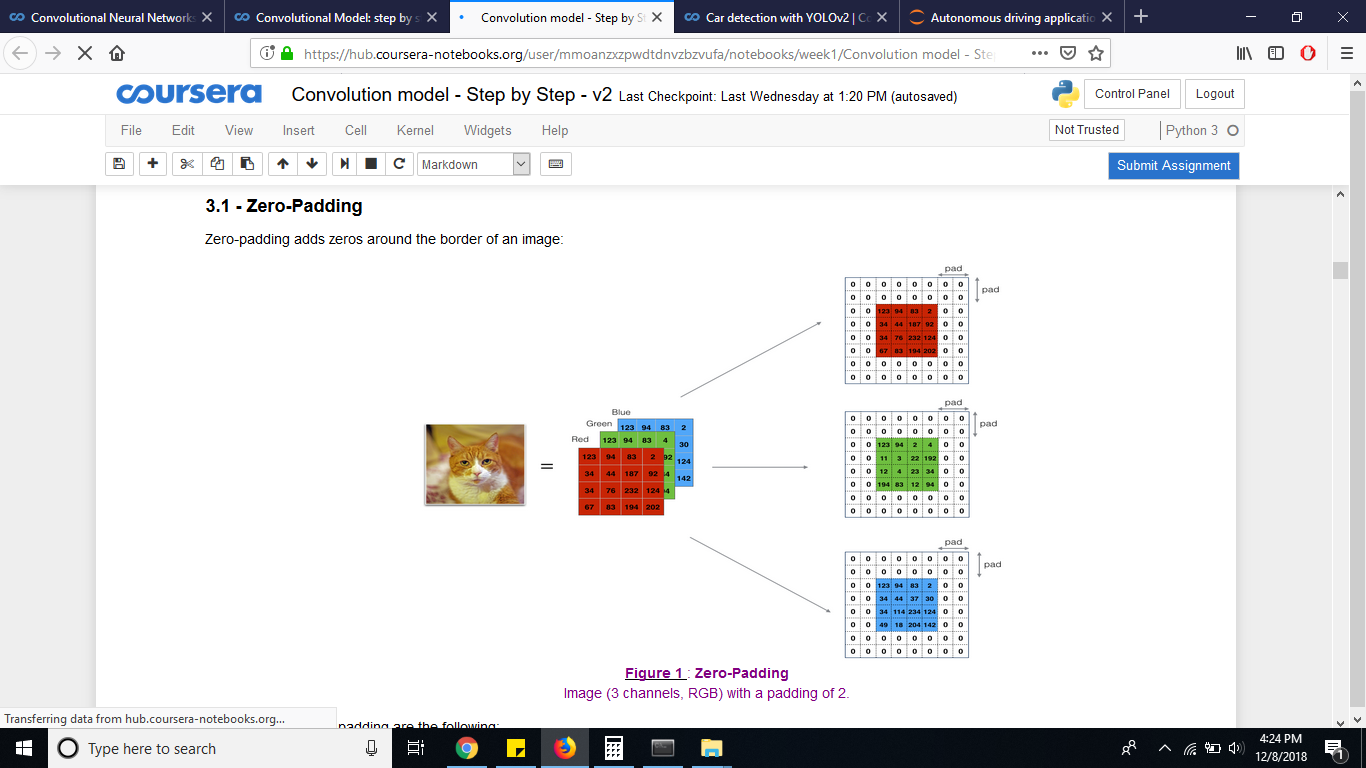 Convolutional Neural Networks
Convolutional Model: step by s
Convolution model - Step by St
Car detection with YOLOv2 | Co
Autonomous driving applicatio
https://hub.coursera-notebooks.org/user/mmoanzxzpwdtdnvzbzvufa/notebooks/week1/Convolution model - Ste
coursera
Convolution model - Step by Step - v2 Last Checkpoint: Last Wednesday at 1:20 PM (autosaved)
Control Panel
Logout
File Edit View Insert Cell Kernel Widgets Help
Not Trusted
Python 3
Markdown
Submit Assignment
3.1 - Zero-Padding
Zero-padding adds zeros around the border of an image:
pad
pad
0 0 0 0 0 0 0 0
0 0 0 0 0 0 0 0
0 0 123 94 83 2 0 0
0 0 34 44 187 92 0 0
0 0 34 76 232 124 0 0
0 0 67 83 194 202 0 0
0 0 0 0 0 0 0 0
0 0 0 0 0 0 0 0
Blue
123 94 83 2
30
124
142
Green
123 94 83 4
92
34
94
Red
123 94 83 2
34 44 187 92
34 76 232 124
67 83 194 202
=
pad
pad
0 0 0 0 0 0 0 0
0 0 0 0 0 0 0 0
0 0 123 94 2 4 0 0
0 0 11 3 22 192 0 0
0 0 12 4 23 34 0 0
0 0 194 83 12 94 0 0
0 0 0 0 0 0 0 0
0 0 0 0 0 0 0 0
pad
pad
0 0 0 0 0 0 0 0
0 0 0 0 0 0 0 0
0 0 123 94 83 2 0 0
0 0 34 44 37 30 0 0
0 0 34 114 234 124 0 0
0 0 49 18 204 142 0 0
0 0 0 0 0 0 0 0
0 0 0 0 0 0 0 0
Figure 1 : Zero-Padding
Image (3 channels, RGB) with a padding of 2.
padding are the following:
Transferring data from hub.coursera-notebooks.org...
Type here to search
4:24 PM
12/8/2018
1